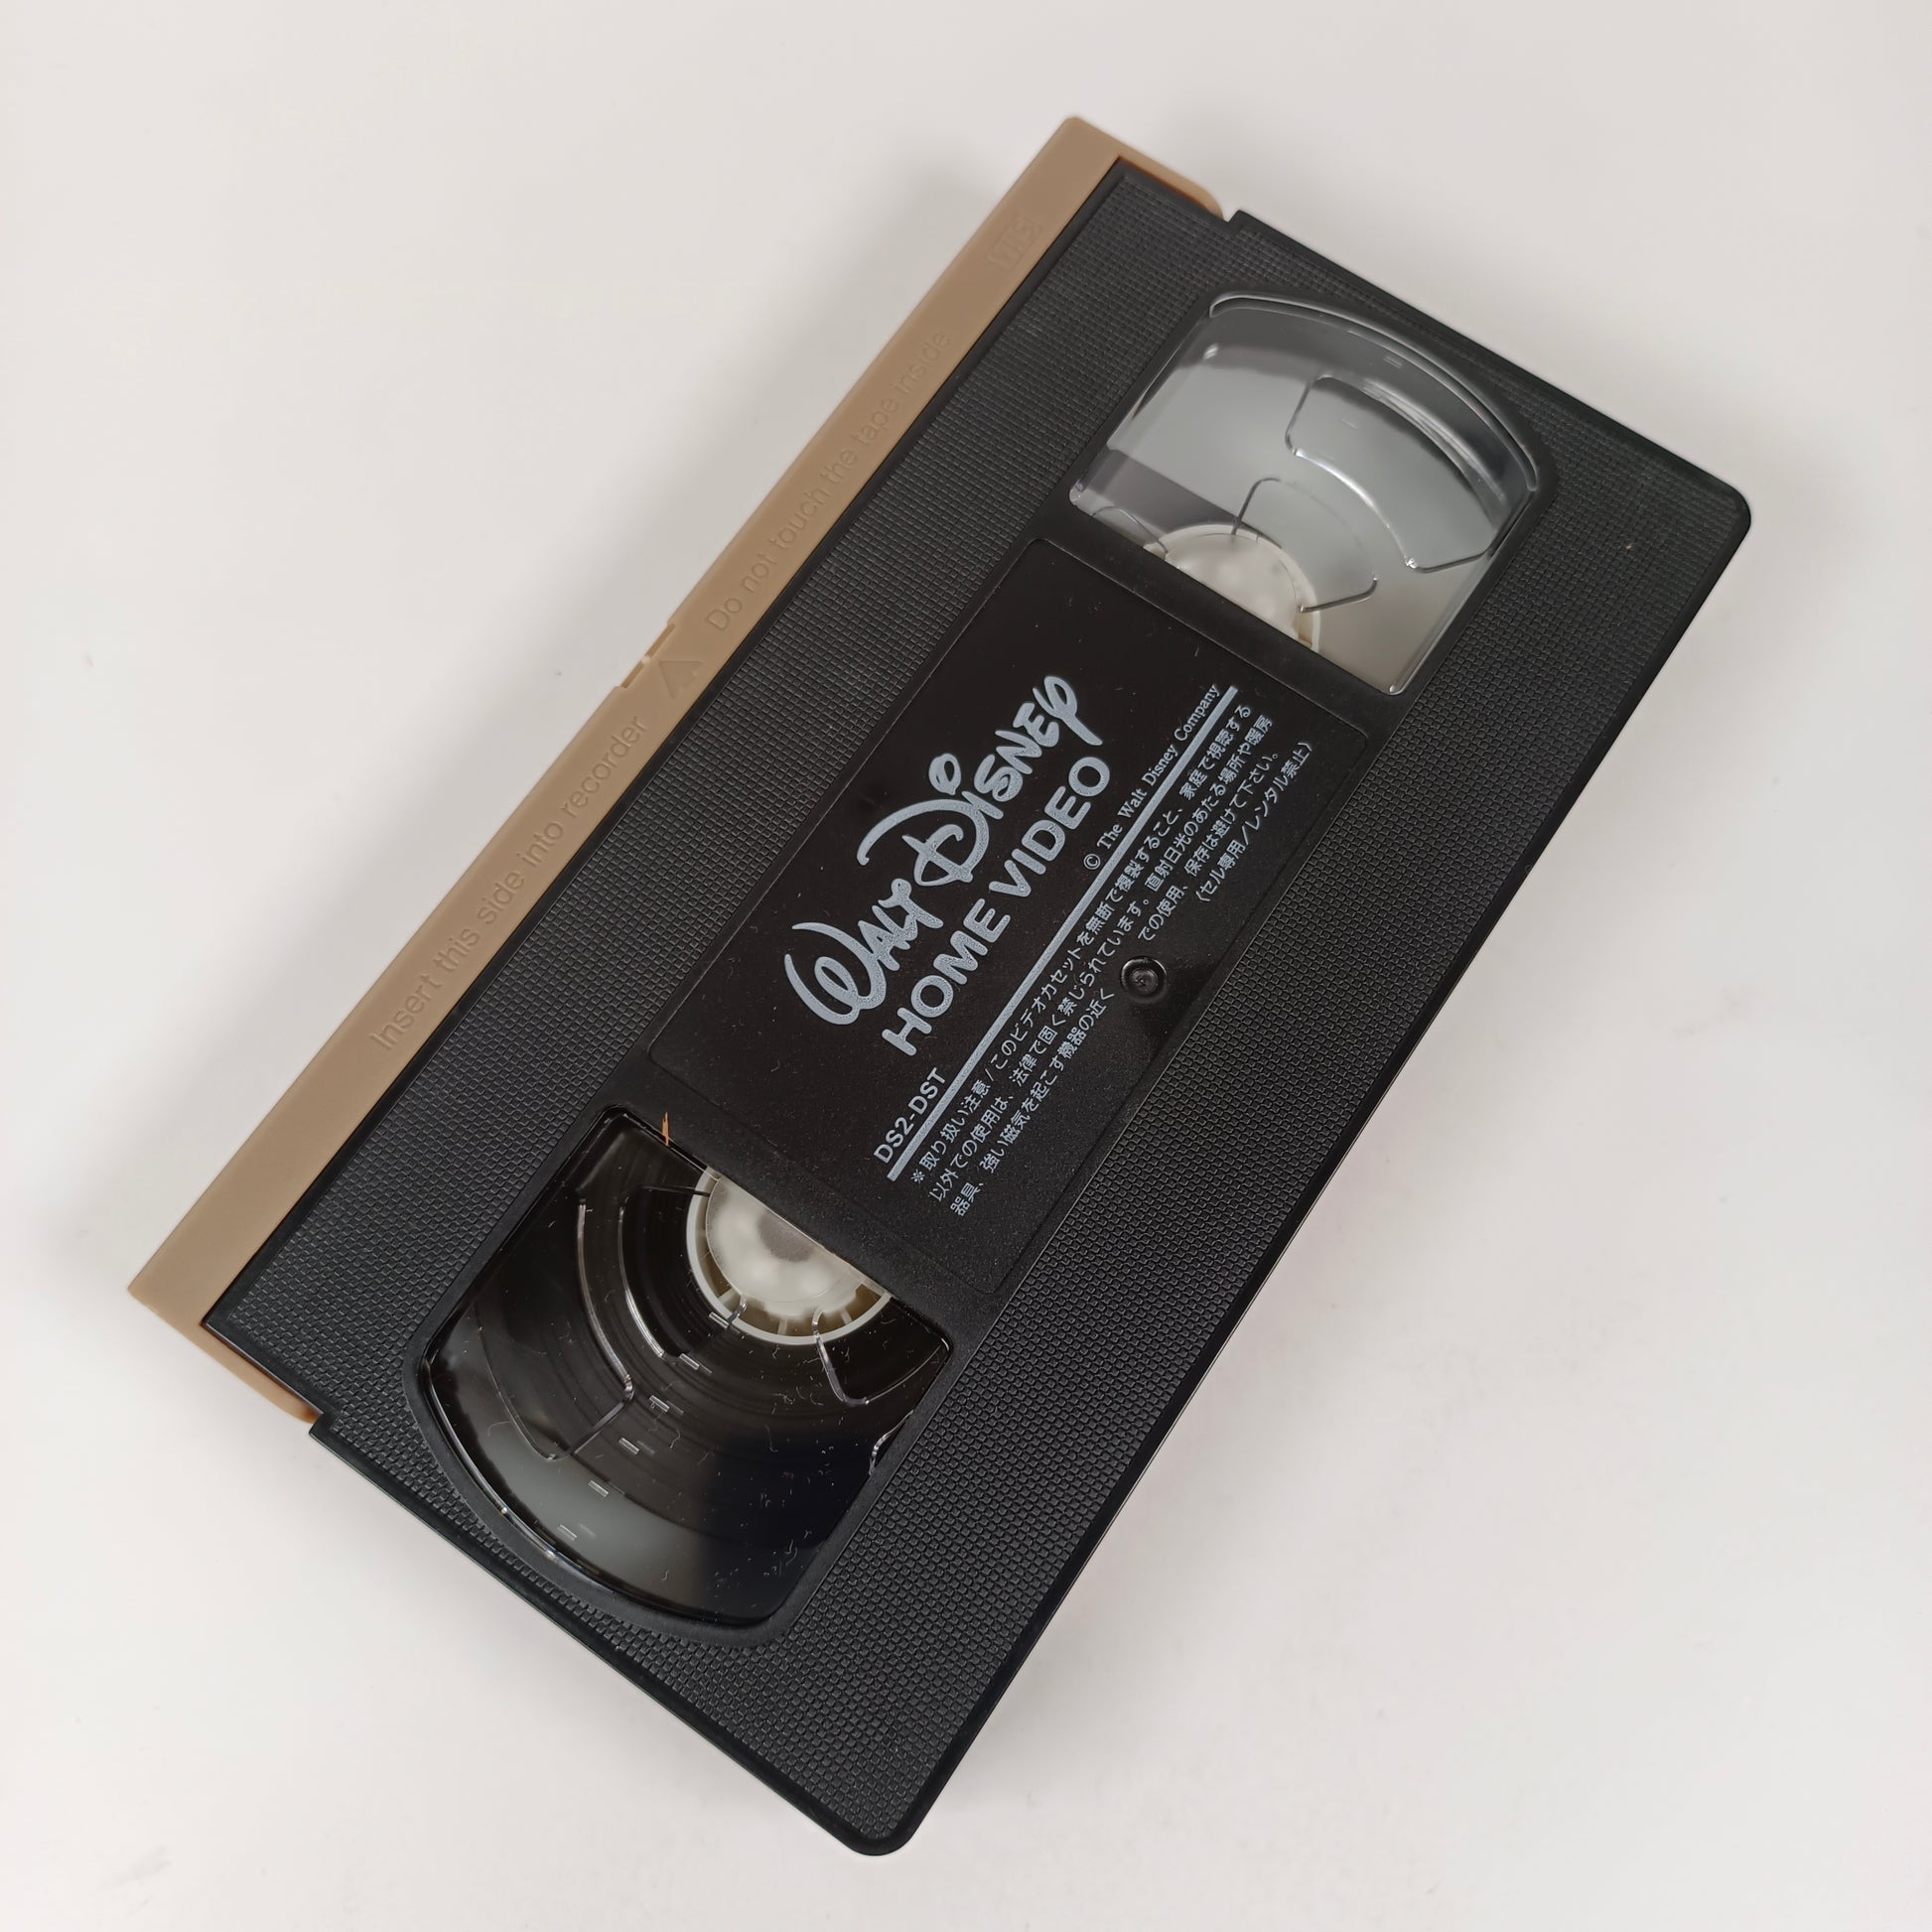 VHS
Do not touch the tape inside
Insert this side into recorder
WALT DISNEY
HOME VIDEO
DS2-DST
© The Walt Disney Company
※取り扱い注意/このビデオカセットを無断で複製すること、家庭で視聴する
以外での使用は、法律で固く禁じられています。直射日光のあたる場所や暖房
器具、強い磁気を起こす機器の近くでの使用、保存は避けて下さい。
(セル専用/レンタル禁止)